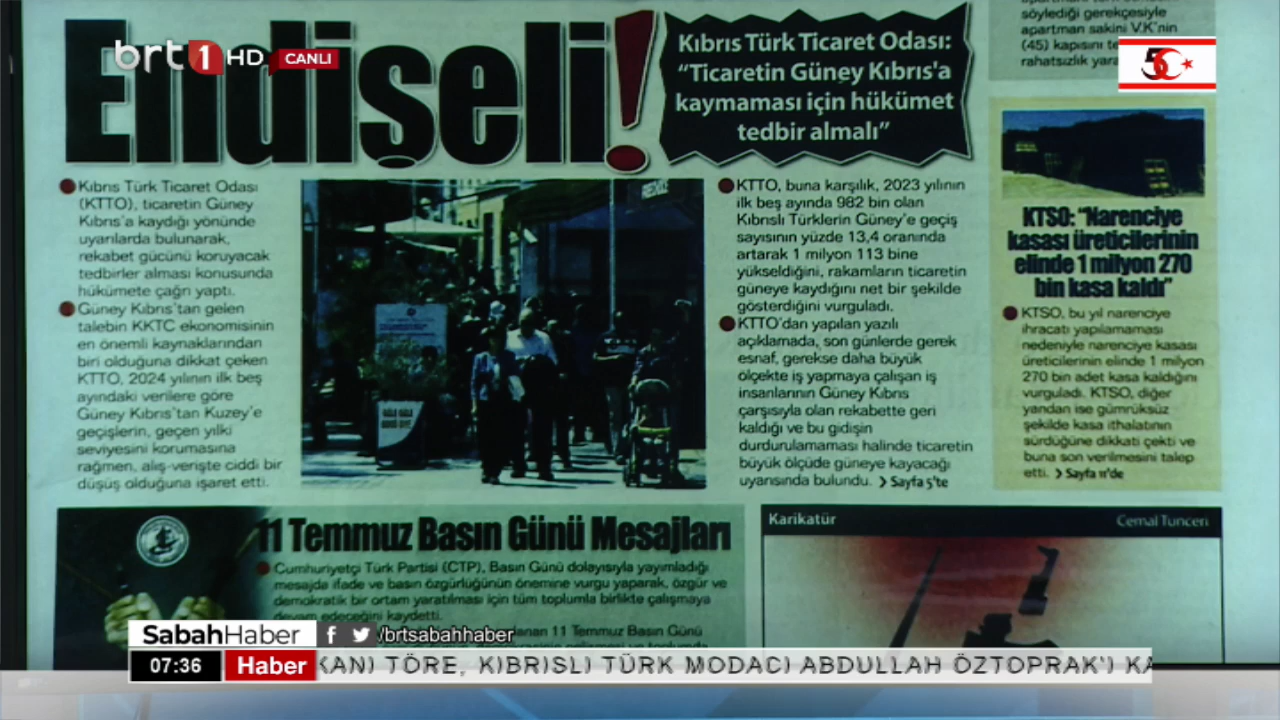 brt 1 HD CANLI
Endişeli!
Kıbrıs Türk Ticaret Odası:
“Ticaretin Güney Kıbrıs'a
kaymaması için hükümet
tedbir almalı”
söylediği gerekçesiyle
apartman sakini V.K'nin
(45) kapısını
50
Kıbrıs Türk Ticaret Odası
(KTTO), ticaretin Güney
Kıbrıs’a kaydığı yönünde
uyarılarda bulunarak,
rekabet gücünü koruyacak
tedbirler alması konusunda
hükümete çağrı yaptı.
Güney Kıbrıs’tan gelen
talebin KKTC ekonomisinin
en önemli kaynaklarından
biri olduğuna dikkat çeken
KTTO, 2024 yılının ilk beş
ayındaki verilere göre
Güney Kıbrıs’tan Kuzey’e
geçişlerin, geçen yılki
seviyesini korumasına
rağmen, alış-verişte ciddi bir
düşüş olduğuna işaret etti.
KTTO, buna karşılık, 2023 yılının
ilk beş ayında 982 bin olan
Kıbrıslı Türklerin Güney’e geçiş
sayısının yüzde 13,4 oranında
artarak 1 milyon 113 bine
yükseldiğini, rakamların ticaretin
güneye kaydığını net bir şekilde
gösterdiğini vurguladı.
KTTO’dan yapılan yazılı
açıklamada, son günlerde gerek
esnaf, gerekse daha büyük
ölçekte iş yapmaya çalışan iş
insanlarının Güney Kıbrıs
çarşısıyla olan rekabette geri
kaldığı ve bu gidişin
durdurulamaması halinde ticaretin
büyük ölçüde güneye kayacağı
uyarısında bulundu. ❯ Sayfa 5’te
KTSO: “Narenciye
kasası üreticilerinin
elinde 1 milyon 270
bin kasa kaldı”
KTSO, bu yıl narenciye
ihracatı yapılamaması
nedeniyle narenciye kasası
üreticilerinin elinde 1 milyon
270 bin adet kasa kaldığını
vurguladı. KTSO, diğer
yandan ise gümrüksüz
şekilde kasa ithalatının
sürdüğüne dikkati çekti ve
buna son verilmesini talep
etti. ❯ Sayfa 11’de
11 Temmuz Basın Günü Mesajları
Cumhuriyetçi Türk Partisi (CTP), Basın Günü dolayısıyla yayımladığı
mesajda ifade ve basın özgürlüğünün önemine vurgu yaparak, özgür ve
demokratik bir ortam yaratılması için tüm toplumla birlikte çalışmaya
devam edeceğini kaydetti.
11 Temmuz Basın Günü
Karikatür Cemal Tunceri
SabahHaber f /brtsabahhaber
07:36 Haber KANI TÖRE, KIBRISLI TÜRK MODACI ABDULLAH ÖZTOPRAK'I KA